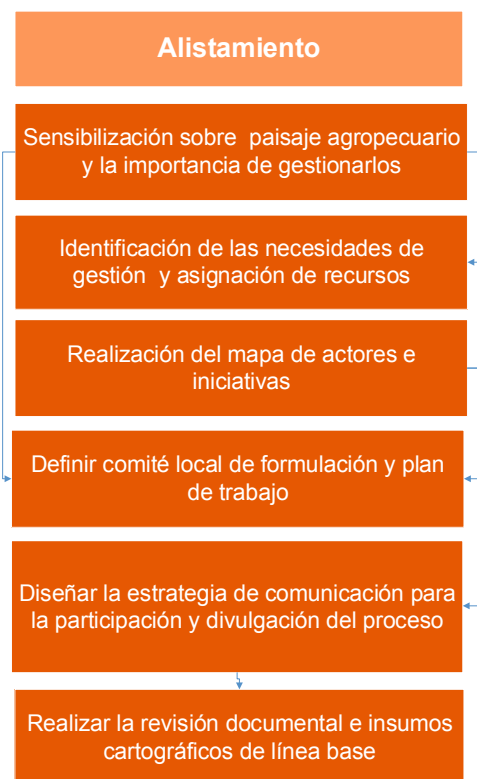 Alistamiento
Sensibilización sobre paisaje agropecuario
y la importancia de gestionarlos
Identificación de las necesidades de
gestión y asignación de recursos
Realización del mapa de actores e
iniciativas
Definir comité local de formulación y plan
de trabajo
Diseñar la estrategia de comunicación para
la participación y divulgación del proceso
Realizar la revisión documental e insumos
cartográficos de línea base